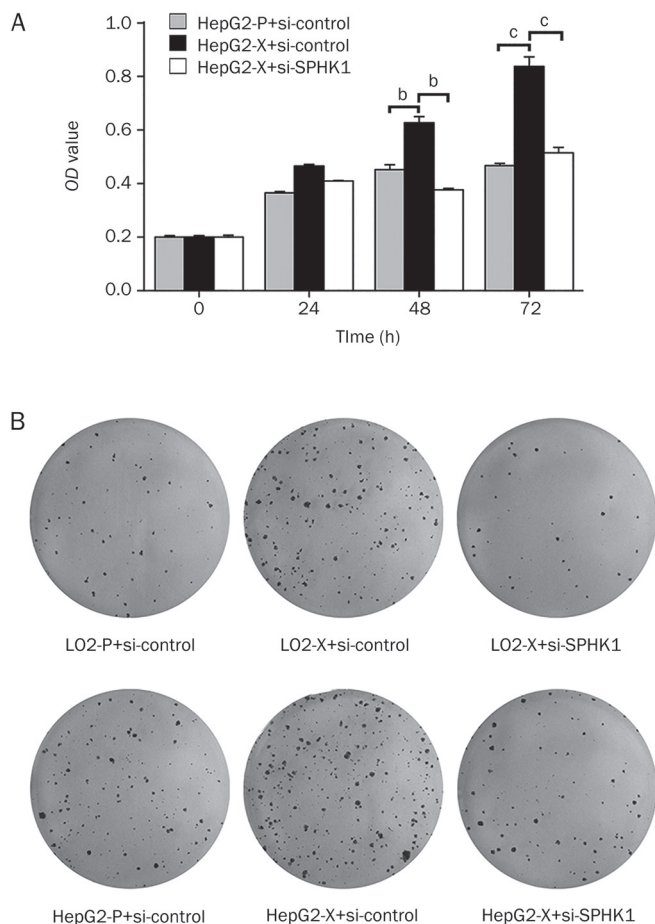 A
HepG2-P+si-control
HepG2-X+si-control
HepG2-X+si-SPHK1
OD value
1.0
0.8
0.6
0.4
0.2
0.0
b b
c c
0 24 48 72
TIme (h)
B
LO2-P+si-control LO2-X+si-control LO2-X+si-SPHK1
HepG2-P+si-control HepG2-X+si-control HepG2-X+si-SPHK1